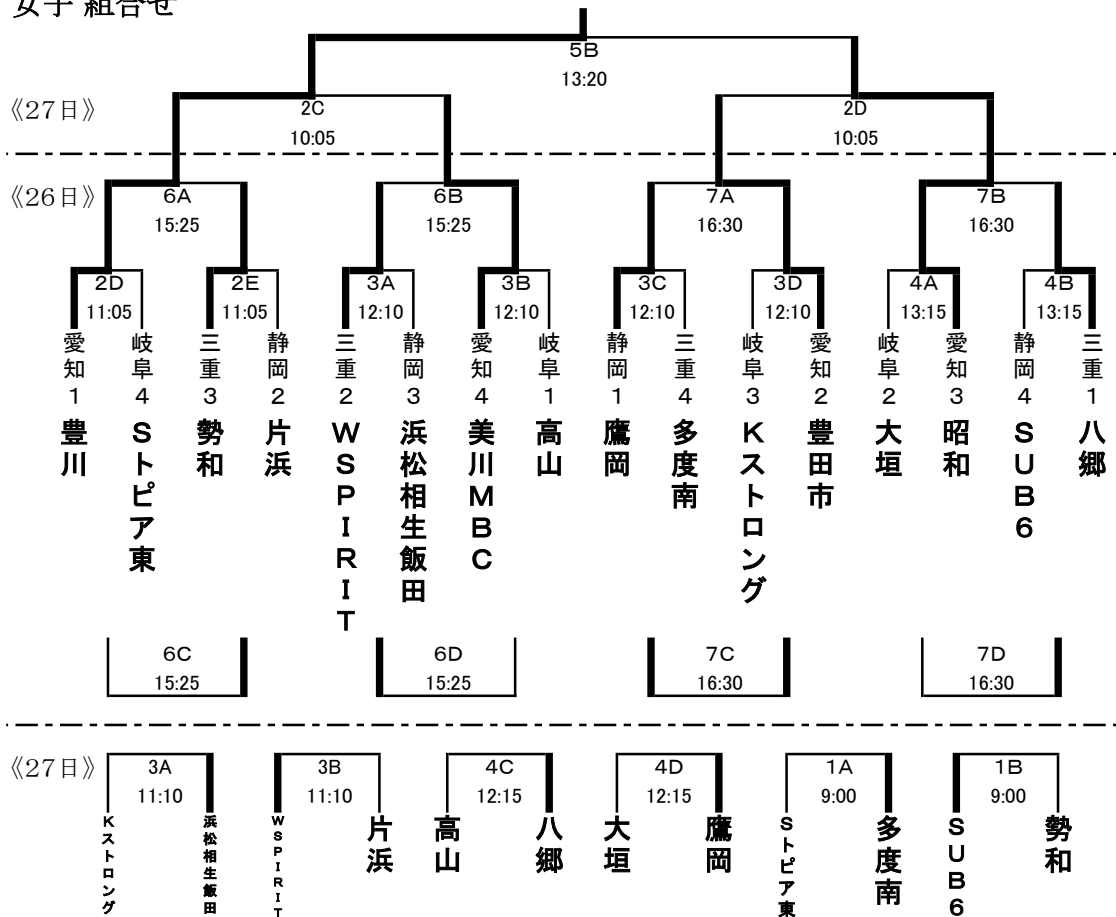 女子 組合せ
5B
13:20
《27日》
2C
2D
10:05
10:05
《26日》
6A
6B
7A
7B
15:25
15:25
16:30
16:30
2D
2E
3A
3B
3C
3D
4A
4B
11:05
11:05
12:10
12:10
12:10
12:10
13:15
13:15
愛知1
岐阜4
三重3
静岡2
三重2
静岡3
愛知4
岐阜1
静岡1
三重4
岐阜3
愛知2
岐阜2
愛知3
静岡4
三重1
豊川
Sトピア東
勢和
片浜
WSPIRIT
浜松相生飯田
美川MBC
高山
鷹岡
多度南
Kストロング
豊田市
大垣
昭和
SUB6
八郷
6C
6D
7C
7D
15:25
15:25
16:30
16:30
《27日》
3A
3B
4C
4D
1A
1B
11:10
11:10
12:15
12:15
9:00
9:00
Kストロング
浜松相生飯田
WSPIRIT
片浜
高山
八郷
大垣
鷹岡
Sトピア東
多度南
SUB6
勢和